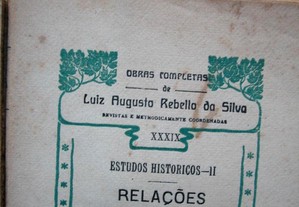 OBRAS COMPLETAS
de
Luiz Augusto Rebello da Silva
REVISTAS E METHODICAMENTE COORDENADAS
XXXIX
ESTUDOS HISTORICOS—II
RELAÇÕES